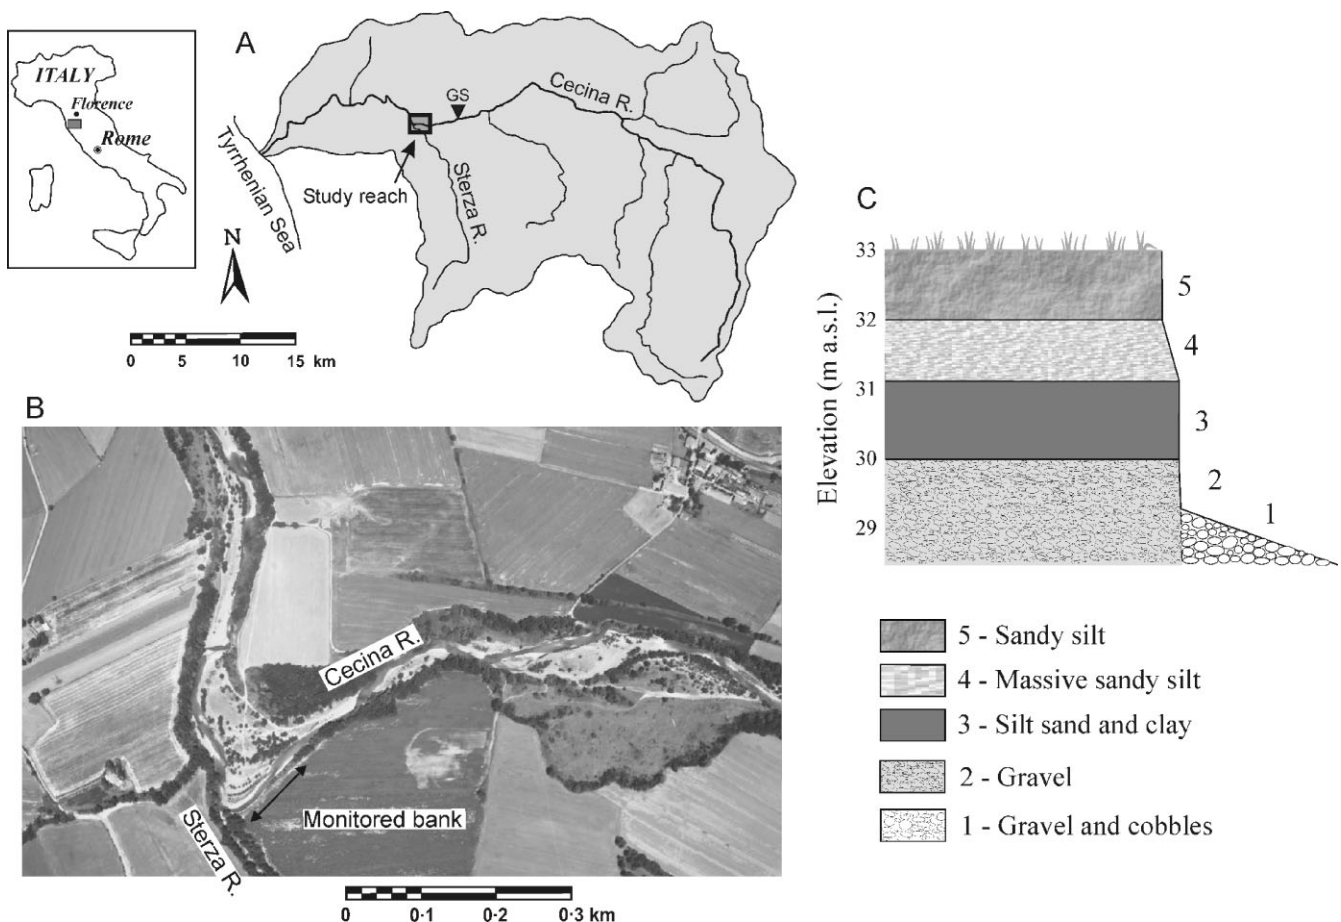 ITALY
Florence
Rome
A
GS
Cecina R.
Tyrrhenian Sea
Study reach
Sterza R.
N
0 5 10 15 km
B
Cecina R.
Monitored bank
Sterza R.
0 0·1 0·2 0·3 km
C
Elevation (m a.s.l.)
33
32
31
30
29
5
4
3
2
1
5 - Sandy silt
4 - Massive sandy silt
3 - Silt sand and clay
2 - Gravel
1 - Gravel and cobbles